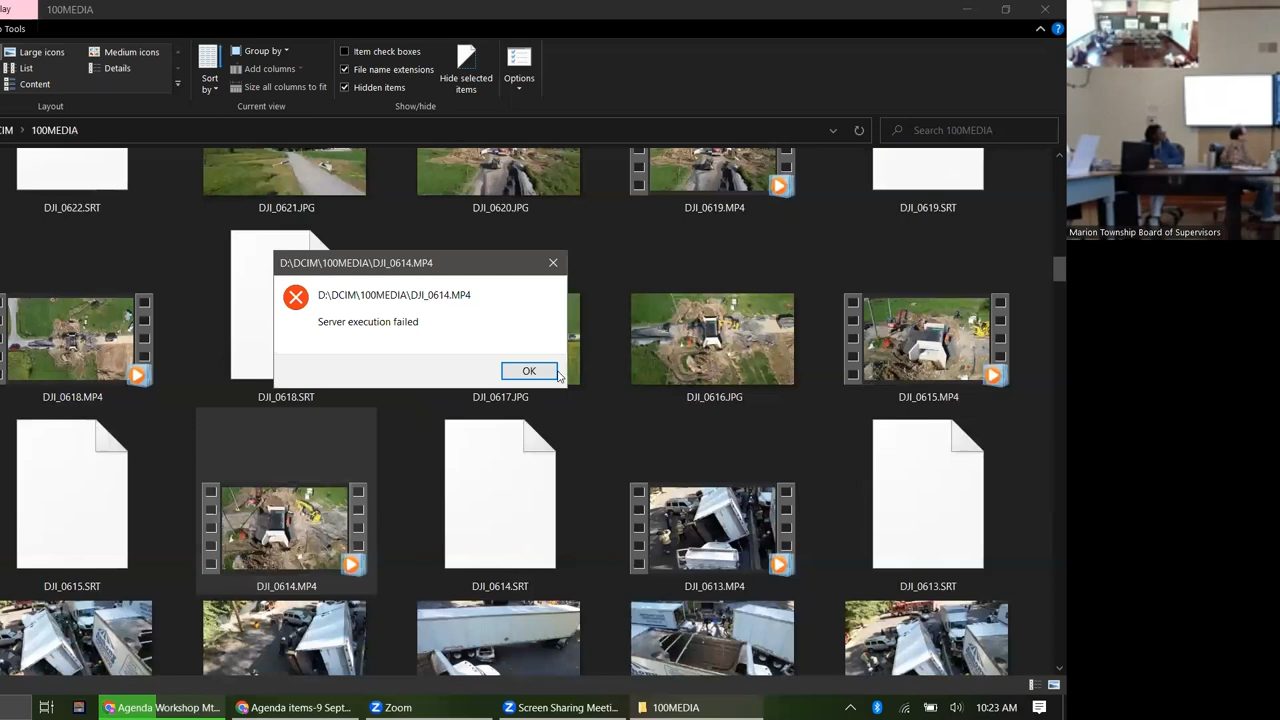 lay
100MEDIA
Tools
Large icons
Medium icons
List
Details
Content
Layout
Sort by
Group by
Add columns
Size all columns to fit
Current view
Item check boxes
File name extensions
Hidden items
Hide selected items
Options
Show/hide
CIM > 100MEDIA
Search 100MEDIA
DJI_0622.SRT
DJI_0621.JPG
DJI_0620.JPG
DJI_0619.MP4
DJI_0619.SRT
D:\DCIM\100MEDIA\DJI_0614.MP4
D:\DCIM\100MEDIA\DJI_0614.MP4
Server execution failed
OK
DJI_0618.MP4
DJI_0618.SRT
DJI_0617.JPG
DJI_0616.JPG
DJI_0615.MP4
DJI_0615.SRT
DJI_0614.MP4
DJI_0614.SRT
DJI_0613.MP4
DJI_0613.SRT
Marion Township Board of Supervisors
Agenda Workshop Mt...
Agenda items-9 Sept...
Zoom
Screen Sharing Meeti...
100MEDIA
10:23 AM